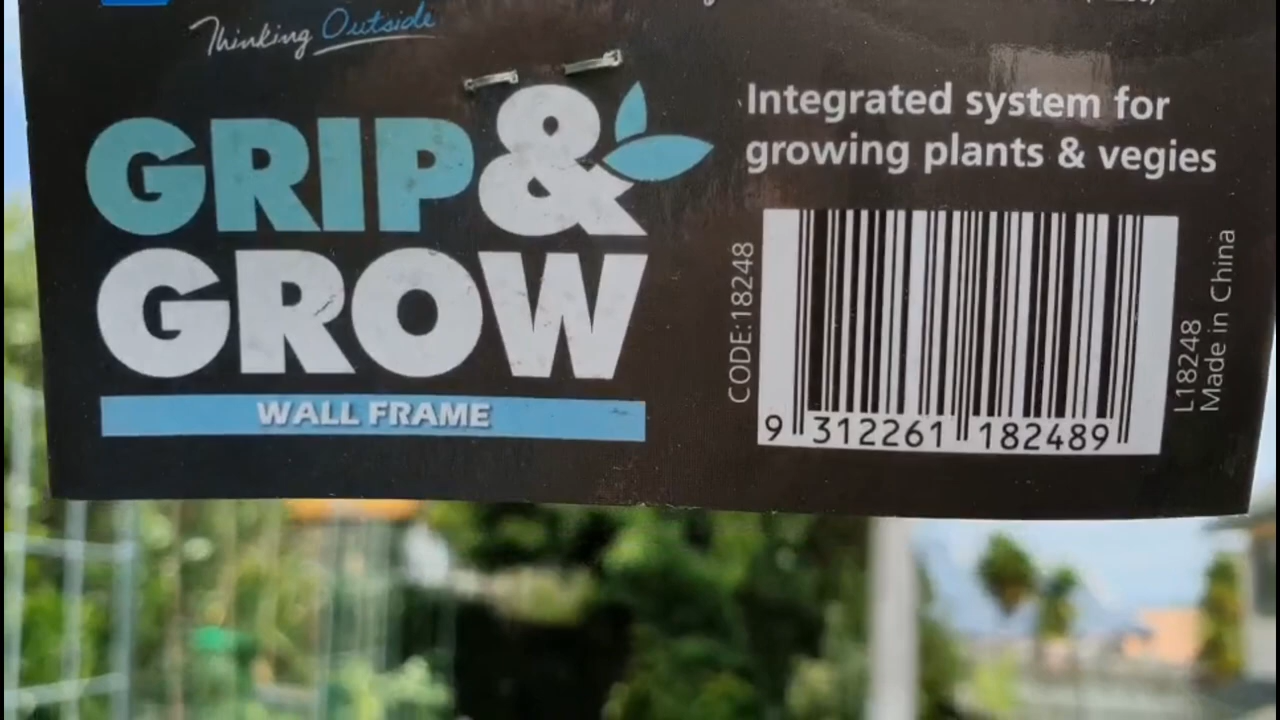 Thinking Outside
GRIP &
GROW
WALL FRAME
Integrated system for
growing plants & vegies
CODE:18248
9 312261 182489
L18248
Made in China